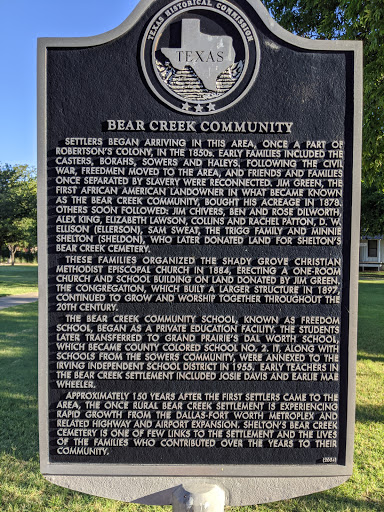 TEXAS HISTORICAL COMMISSION
TEXAS
BEAR CREEK COMMUNITY
SETTLERS BEGAN ARRIVING IN THIS AREA, ONCE A PART OF
ROBERTSON'S COLONY, IN THE 1850s. EARLY FAMILIES INCLUDED THE
CASTERS, BORAHS, SOWERS AND HALEYS. FOLLOWING THE CIVIL
WAR, FREEDMEN MOVED TO THE AREA, AND FRIENDS AND FAMILIES
ONCE SEPARATED BY SLAVERY WERE RECONNECTED. JIM GREEN, THE
FIRST AFRICAN AMERICAN LANDOWNER IN WHAT BECAME KNOWN
AS THE BEAR CREEK COMMUNITY, BOUGHT HIS ACREAGE IN 1878.
OTHERS SOON FOLLOWED: JIM CHIVERS, BEN AND ROSE DILWORTH,
ALEX KING, ELIZABETH LAWSON, COLLINS AND RACHEL PATTON, D. W.
ELLISON (ELLERSON), SAM SWEAT, THE TRIGG FAMILY AND MINNIE
SHELTON (SHELDON), WHO LATER DONATED LAND FOR SHELTON'S
BEAR CREEK CEMETERY.
THESE FAMILIES ORGANIZED THE SHADY GROVE CHRISTIAN
METHODIST EPISCOPAL CHURCH IN 1884, ERECTING A ONE-ROOM
CHURCH AND SCHOOL BUILDING ON LAND DONATED BY JIM GREEN.
THE CONGREGATION, WHICH BUILT A LARGER STRUCTURE IN 1897,
CONTINUED TO GROW AND WORSHIP TOGETHER THROUGHOUT THE
20TH CENTURY.
THE BEAR CREEK COMMUNITY SCHOOL, KNOWN AS FREEDOM
SCHOOL, BEGAN AS A PRIVATE EDUCATION FACILITY. THE STUDENTS
LATER TRANSFERRED TO GRAND PRAIRIE'S DAL WORTH SCHOOL,
WHICH BECAME COUNTY COLORED SCHOOL NO. 2. IT, ALONG WITH
SCHOOLS FROM THE SOWERS COMMUNITY, WERE ANNEXED TO THE
IRVING INDEPENDENT SCHOOL DISTRICT IN 1955. EARLY TEACHERS IN
THE BEAR CREEK SETTLEMENT INCLUDED JOSIE DAVIS AND EARLIE MAE
WHEELER.
APPROXIMATELY 150 YEARS AFTER THE FIRST SETTLERS CAME TO THE
AREA, THE ONCE RURAL BEAR CREEK SETTLEMENT IS EXPERIENCING
RAPID GROWTH FROM THE DALLAS-FORT WORTH METROPLEX AND
RELATED HIGHWAY AND AIRPORT EXPANSION. SHELTON'S BEAR CREEK
CEMETERY IS ONE OF FEW LINKS TO THE SETTLEMENT AND THE LIVES
OF THE FAMILIES WHO CONTRIBUTED OVER THE YEARS TO THEIR
COMMUNITY.
(2004)